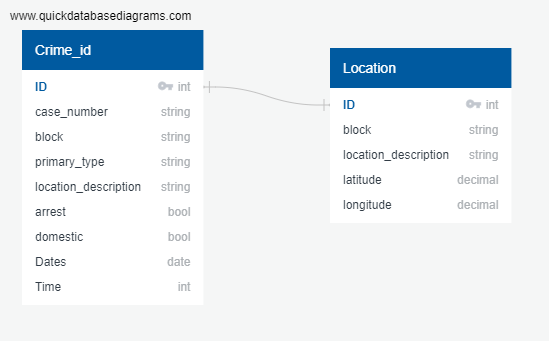 www.quickdatabasediagrams.com
Crime_id
ID int
case_number string
block string
primary_type string
location_description string
arrest bool
domestic bool
Dates date
Time int
Location
ID int
block string
location_description string
latitude decimal
longitude decimal